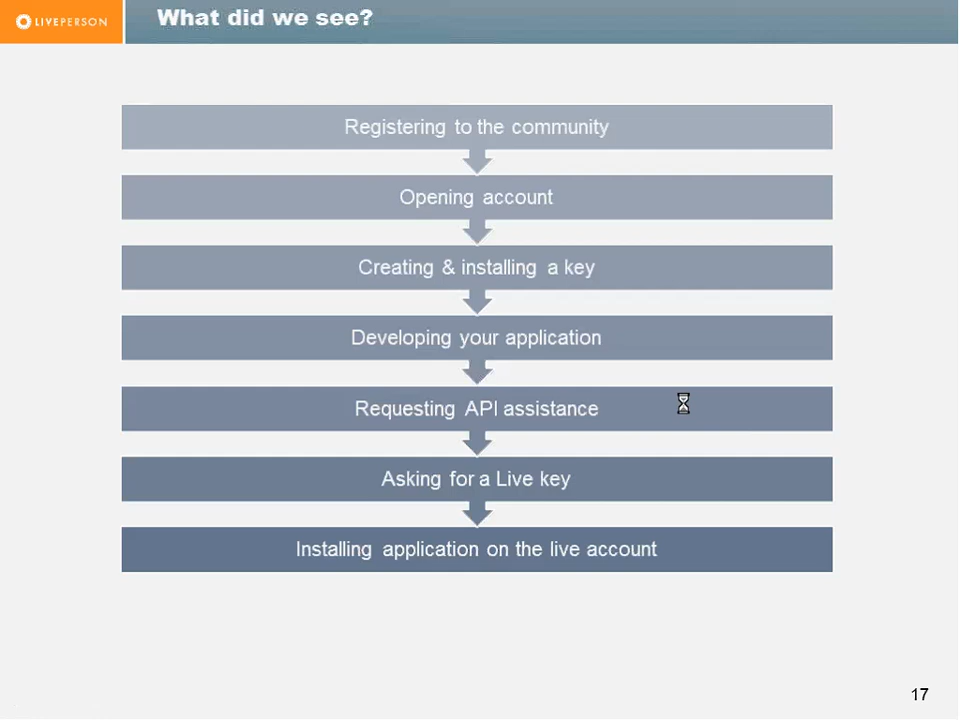 LIVEPERSON
What did we see?
Registering to the community
Opening account
Creating & installing a key
Developing your application
Requesting API assistance
Asking for a Live key
Installing application on the live account
17